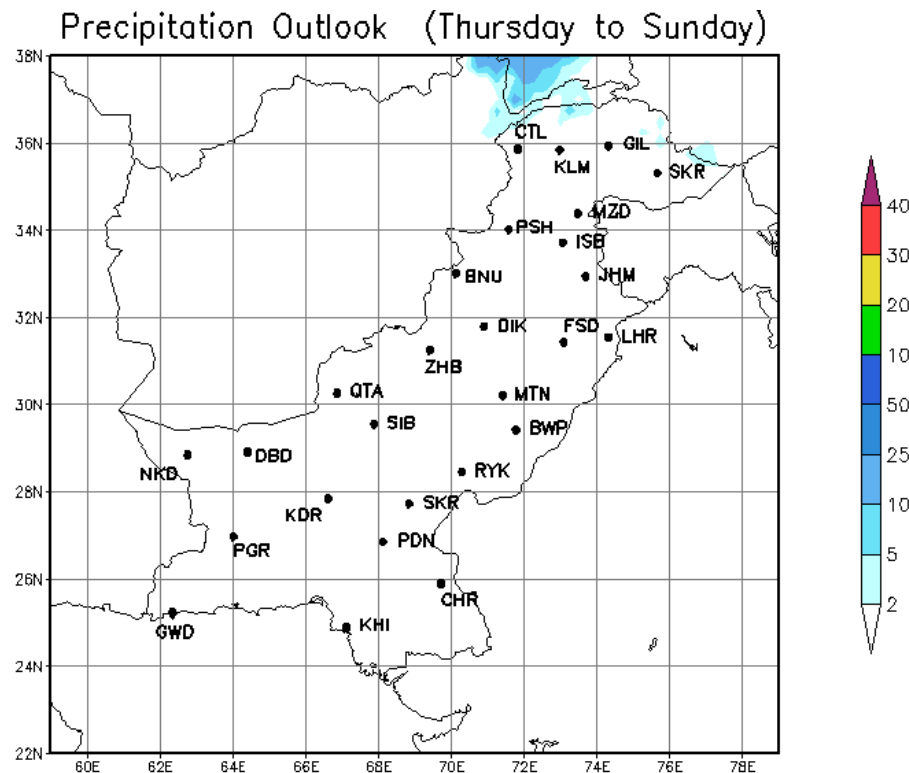 Precipitation Outlook (Thursday to Sunday)
38N
36N
34N
32N
30N
28N
26N
24N
22N
60E
62E
64E
66E
68E
70E
72E
74E
76E
78E
CTL
KLM
GIL
SKR
MZD
PSH
ISB
BNU
JHM
DIK
FSD
LHR
ZHB
QTA
MTN
SIB
BWP
NKD
DBD
RYK
KDR
SKR
PGR
PDN
CHR
GWD
KHI
40
30
20
10
50
25
10
5
2